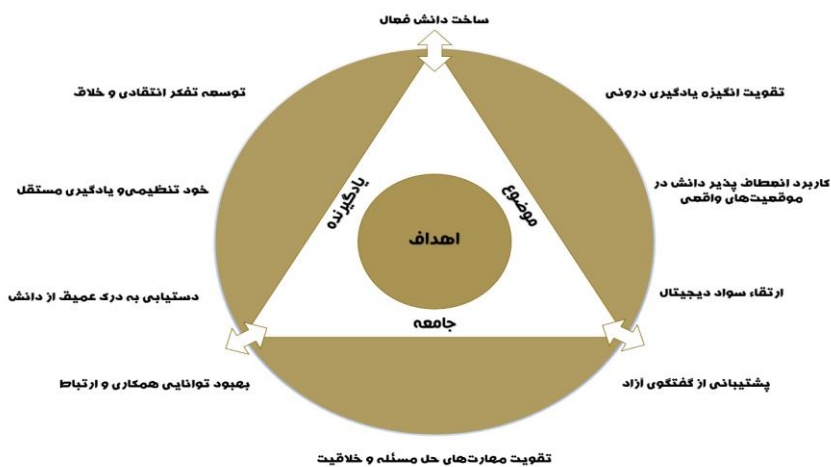 ساخت دانش فعال
توسعه تفکر انتقادی و خلاق
تقویت انگیزه یادگیری درونی
خود تنظیمی‌و یادگیری مستقل
کاربرد انعطاف پذیر دانش در
موقعیت‌های واقعی
یادگیرنده
موضوع
اهداف
جامعه
دستیابی به درک عمیق از دانش
ارتقاء سواد دیجیتال
بهبود توانایی همکاری و ارتباط
پشتیبانی از گفتگوی آزاد
تقویت مهارت‌های حل مسئله و خلاقیت